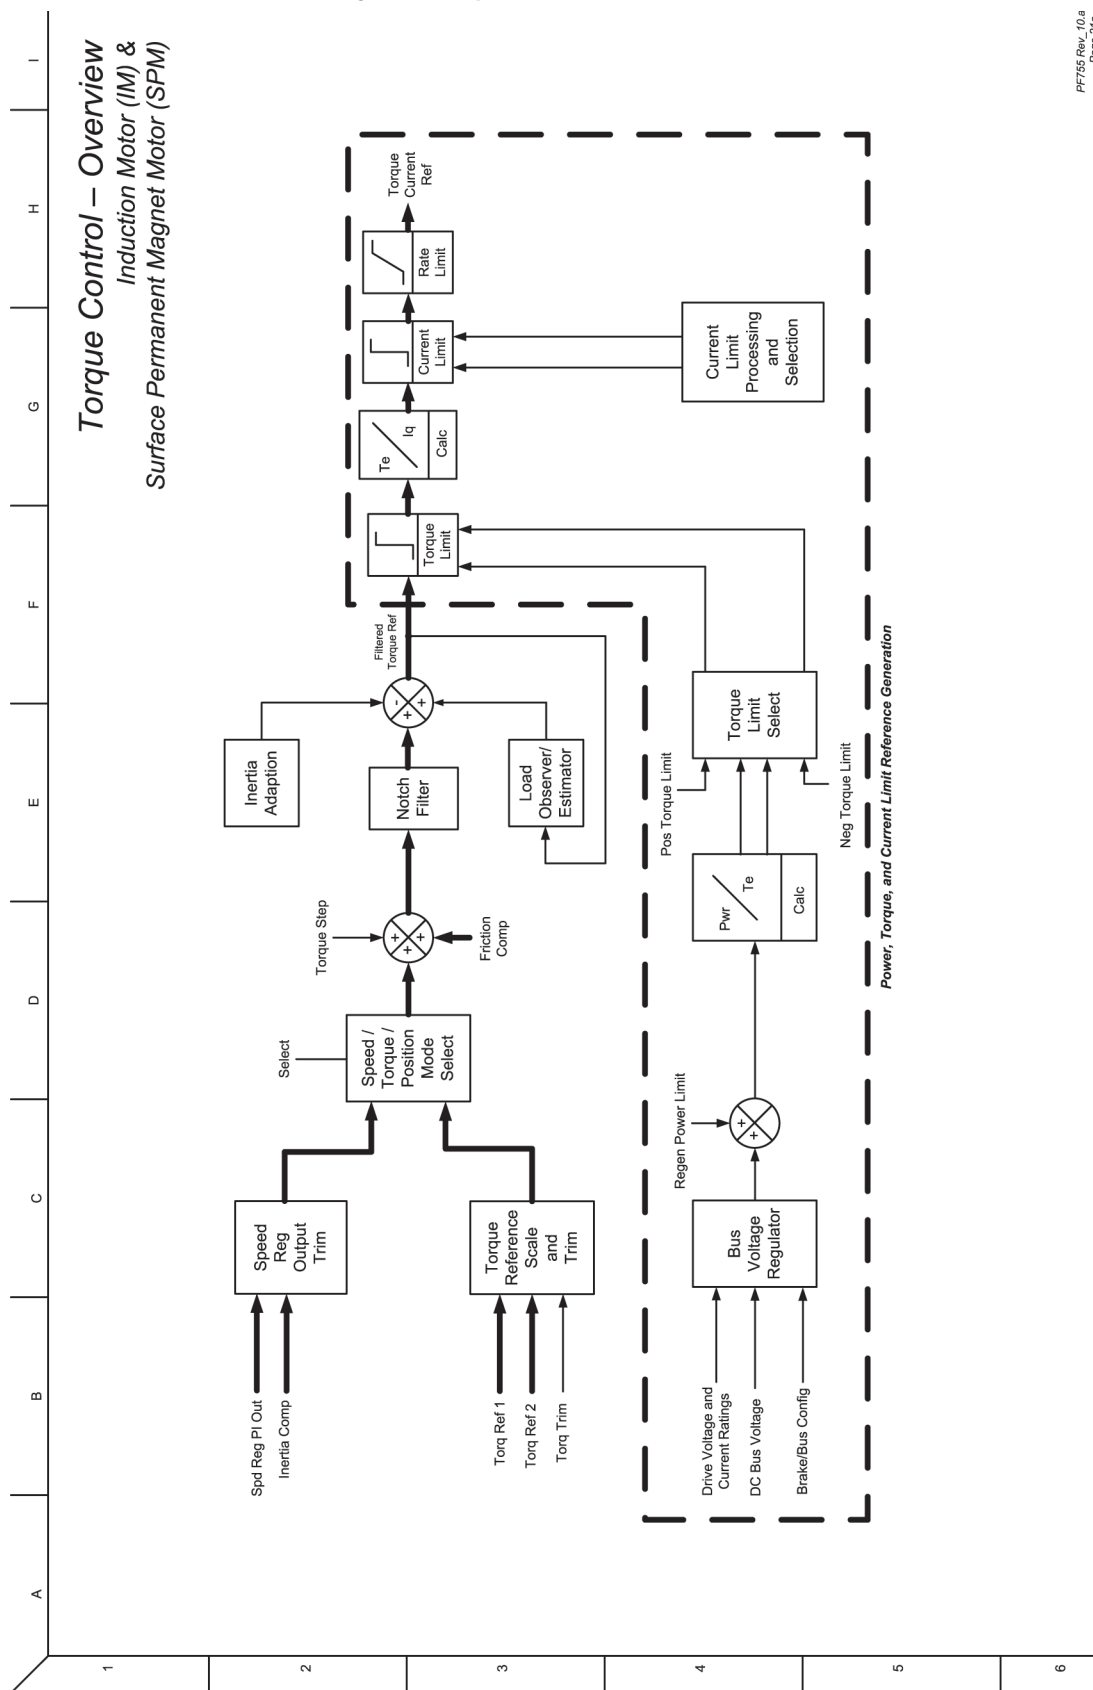 Torque Control – Overview
Induction Motor (IM) &
Surface Permanent Magnet Motor (SPM)
A
B
C
D
E
F
G
H
I
1
2
3
4
5
6
Spd Reg PI Out
Inertia Comp
Speed
Reg
Output
Trim
Torq Ref 1
Torq Ref 2
Torq Trim
Torque
Reference
Scale
and
Trim
Select
Speed /
Torque /
Position
Mode
Select
Torque Step
+
+
+
Friction
Comp
Notch
Filter
Inertia
Adaption
-
+
+
Load
Observer/
Estimator
Filtered
Torque Ref
Torque
Limit
Te
Iq
Calc
Current
Limit
Rate
Limit
Torque
Current
Ref
Current
Limit
Processing
and
Selection
Drive Voltage and
Current Ratings
DC Bus Voltage
Brake/Bus Config
Bus
Voltage
Regulator
Regen Power Limit
+
+
Pwr
Te
Calc
Pos Torque Limit
Neg Torque Limit
Torque
Limit
Select
Power, Torque, and Current Limit Reference Generation
PF755 Rev_10.a